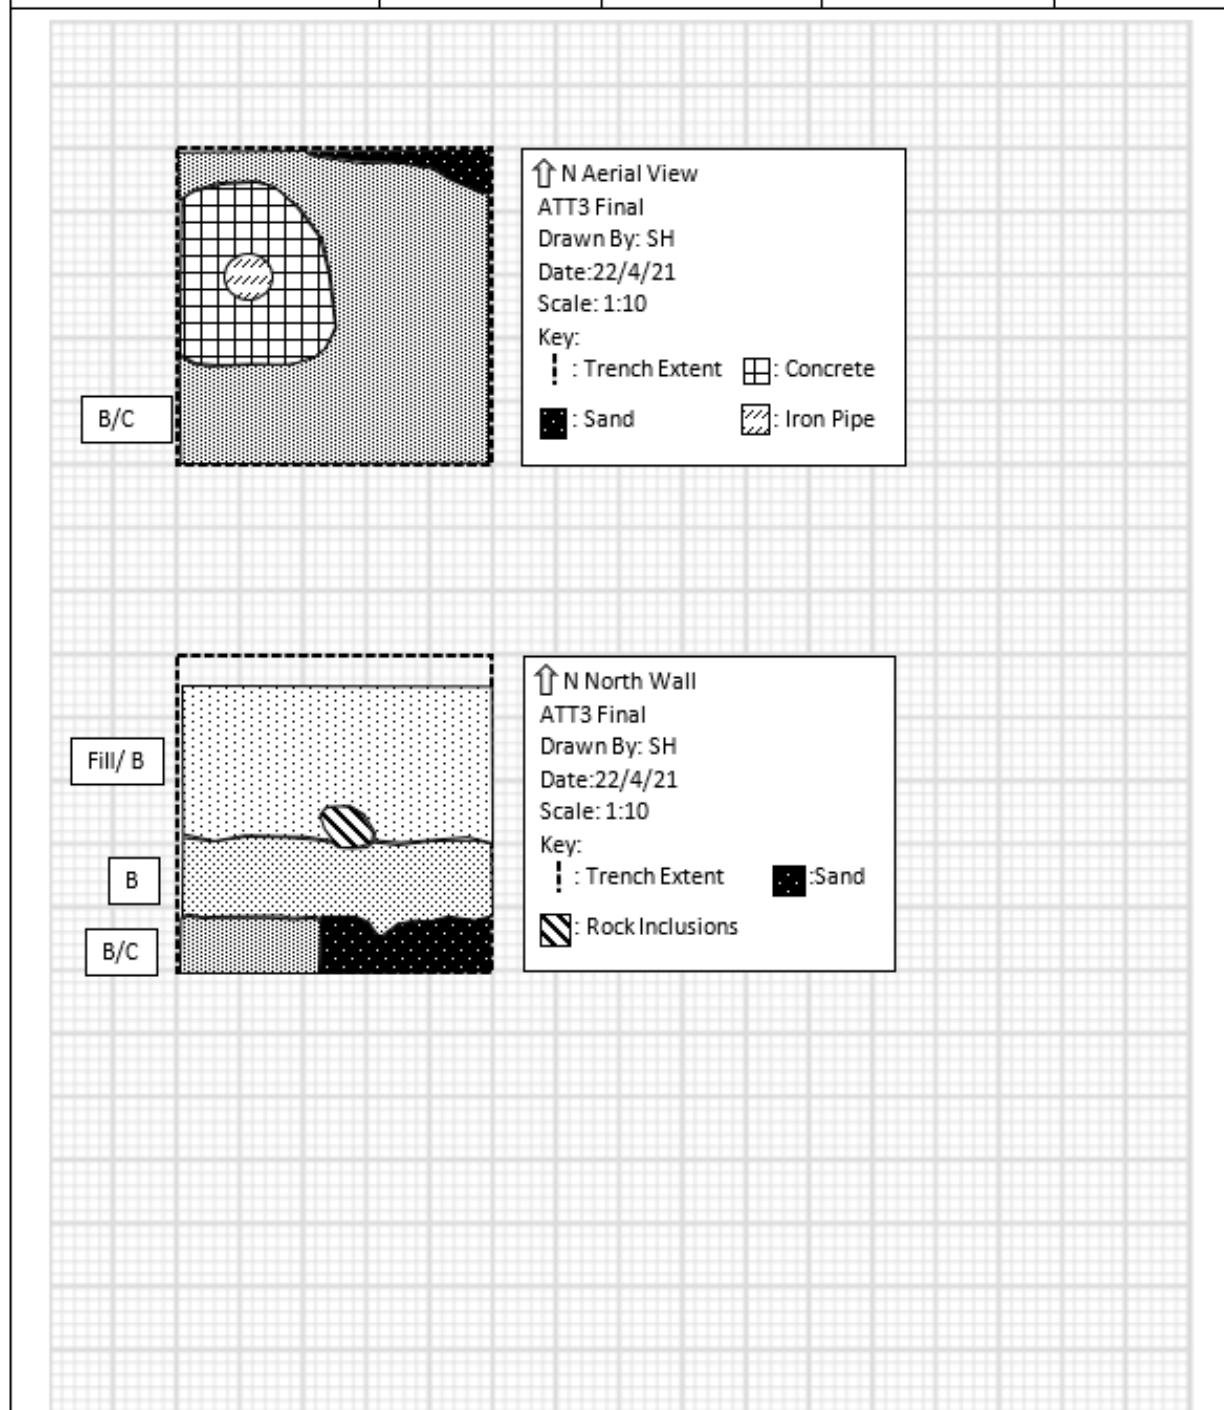 N Aerial View
ATT3 Final
Drawn By: SH
Date:22/4/21
Scale: 1:10
Key:
: Trench Extent : Concrete
: Sand : Iron Pipe
B/C
N North Wall
ATT3 Final
Drawn By: SH
Date:22/4/21
Scale: 1:10
Key:
: Trench Extent :Sand
: Rock Inclusions
Fill/ B
B
B/C